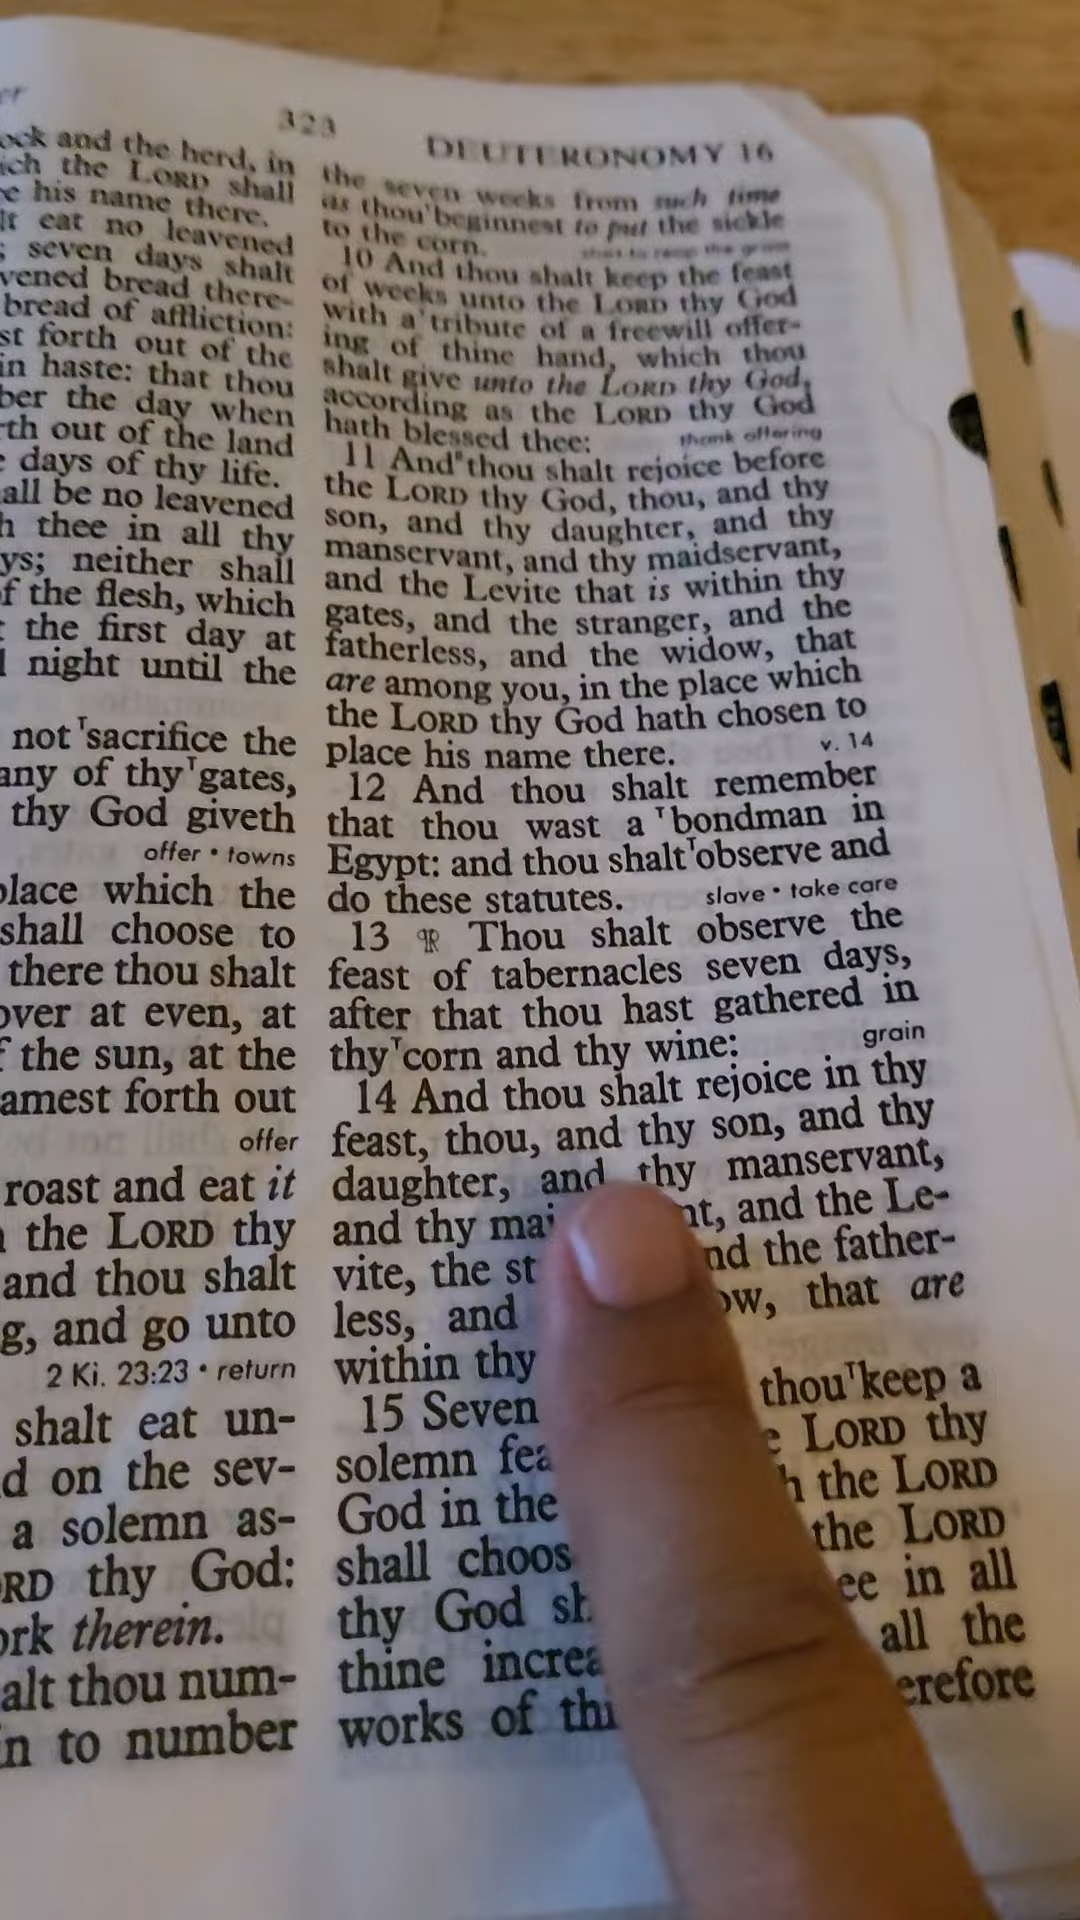 323
DEUTERONOMY 16
ock and the herd, in
ich the LORD shall
e his name there.
lt eat no leavened
; seven days shalt
vened bread there-
bread of affliction:
st forth out of the
in haste: that thou
ber the day when
rth out of the land
e days of thy life.
all be no leavened
h thee in all thy
ys; neither shall
f the flesh, which
t the first day at
l night until the
not 'sacrifice the
any of thy 'gates,
thy God giveth
offer • towns
place which the
shall choose to
there thou shalt
over at even, at
f the sun, at the
amest forth out
offer
roast and eat it
the LORD thy
and thou shalt
g, and go unto
2 Ki. 23:23 • return
shalt eat un-
d on the sev-
a solemn as-
ORD thy God:
ork therein.
alt thou num-
n to number
the seven weeks from such time
as thou 'beginnest to put the sickle
to the corn.
10 And thou shalt keep the feast
of weeks unto the LORD thy God
with a 'tribute of a freewill offer-
ing of thine hand, which thou
shalt give unto the LORD thy God,
according as the LORD thy God
hath blessed thee: thank offering
11 And "thou shalt rejoice before
the LORD thy God, thou, and thy
son, and thy daughter, and thy
manservant, and thy maidservant,
and the Levite that is within thy
gates, and the stranger, and the
fatherless, and the widow, that
are among you, in the place which
the LORD thy God hath chosen to
place his name there. v. 14
12 And thou shalt remember
that thou wast a 'bondman in
Egypt: and thou shalt 'observe and
do these statutes. slave • take care
13 ¶R Thou shalt observe the
feast of tabernacles seven days,
after that thou hast gathered in
thy 'corn and thy wine: grain
14 And thou shalt rejoice in thy
feast, thou, and thy son, and thy
daughter, and thy manservant,
and thy mai nt, and the Le-
vite, the st nd the father-
less, and ow, that are
within thy
15 Seven thou 'keep a
solemn fea e LORD thy
God in the h the LORD
shall choos the LORD
thy God sh ee in all
thine increa all the
works of thi erefore